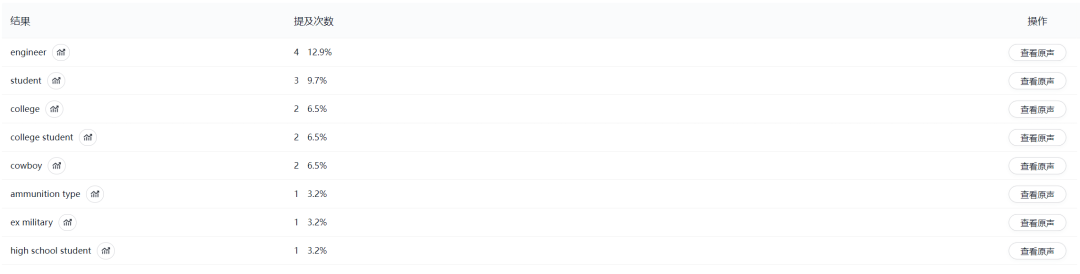 结果 提及次数 操作
engineer 4 12.9% 查看原声
student 3 9.7% 查看原声
college 2 6.5% 查看原声
college student 2 6.5% 查看原声
cowboy 2 6.5% 查看原声
ammunition type 1 3.2% 查看原声
ex military 1 3.2% 查看原声
high school student 1 3.2% 查看原声